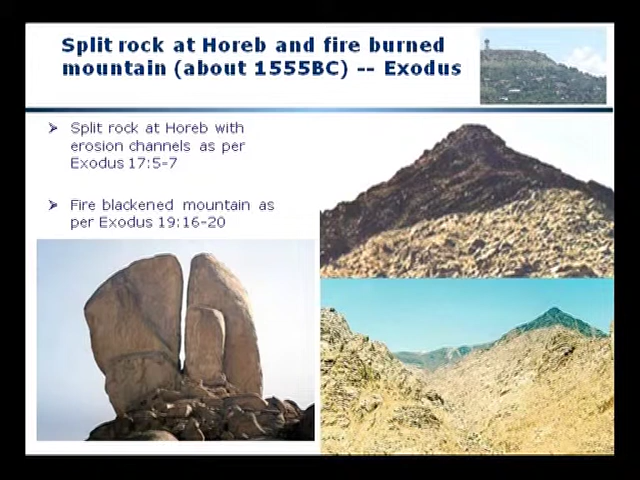 Split rock at Horeb and fire burned
mountain (about 1555BC) -- Exodus
Split rock at Horeb with
erosion channels as per
Exodus 17:5-7
Fire blackened mountain as
per Exodus 19:16-20